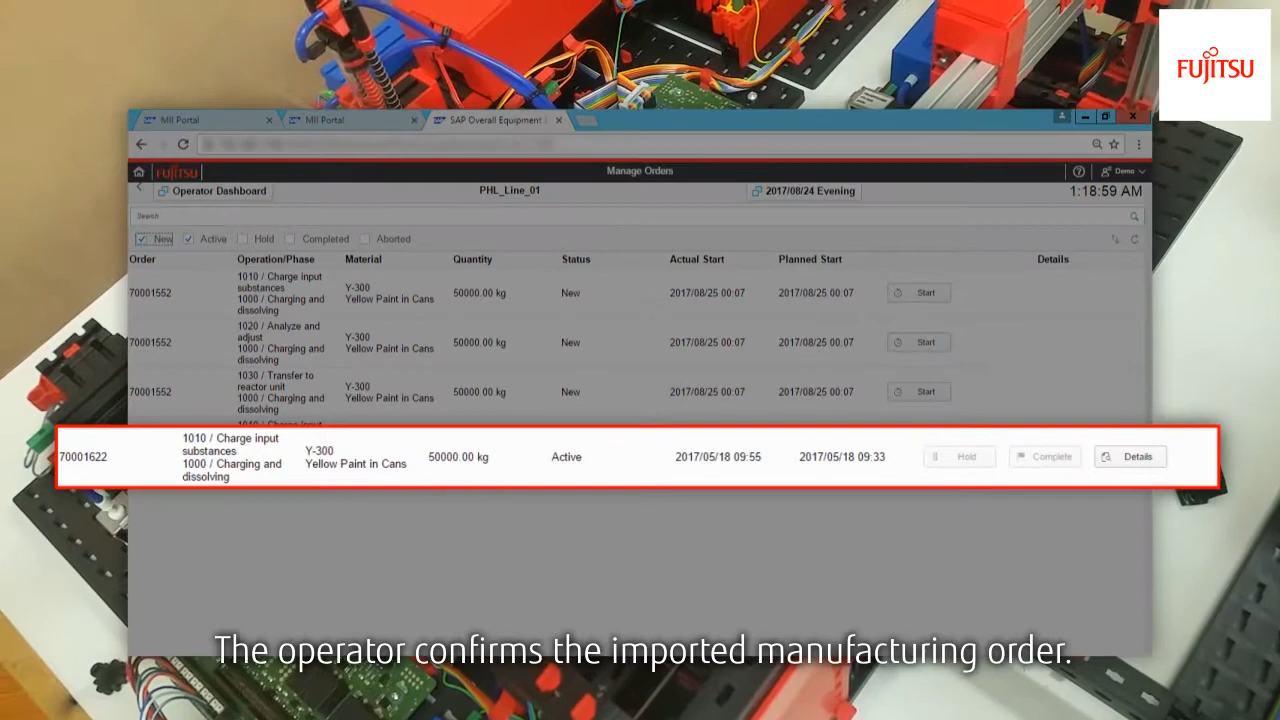 FUJITSU
MII Portal
MII Portal
SAP Overall Equipment
FUJITSU
Manage Orders
Demo
Operator Dashboard
PHL_Line_01
2017/08/24 Evening
1:18:59 AM
Search
New Active Hold Completed Aborted
Order Operation/Phase Material Quantity Status Actual Start Planned Start Details
1010 / Charge input
substances
1000 / Charging and
dissolving
70001552
Y-300
Yellow Paint in Cans
50000.00 kg
New
2017/08/25 00:07
2017/08/25 00:07
Start
1020 / Analyze and
adjust
1000 / Charging and
dissolving
70001552
Y-300
Yellow Paint in Cans
50000.00 kg
New
2017/08/25 00:07
2017/08/25 00:07
Start
1030 / Transfer to
reactor unit
1000 / Charging and
dissolving
70001552
Y-300
Yellow Paint in Cans
50000.00 kg
New
2017/08/25 00:07
2017/08/25 00:07
Start
70001622
1010 / Charge input
substances
1000 / Charging and
dissolving
Y-300
Yellow Paint in Cans
50000.00 kg
Active
2017/05/18 09:55
2017/05/18 09:33
Hold
Complete
Details
The operator confirms the imported manufacturing order.